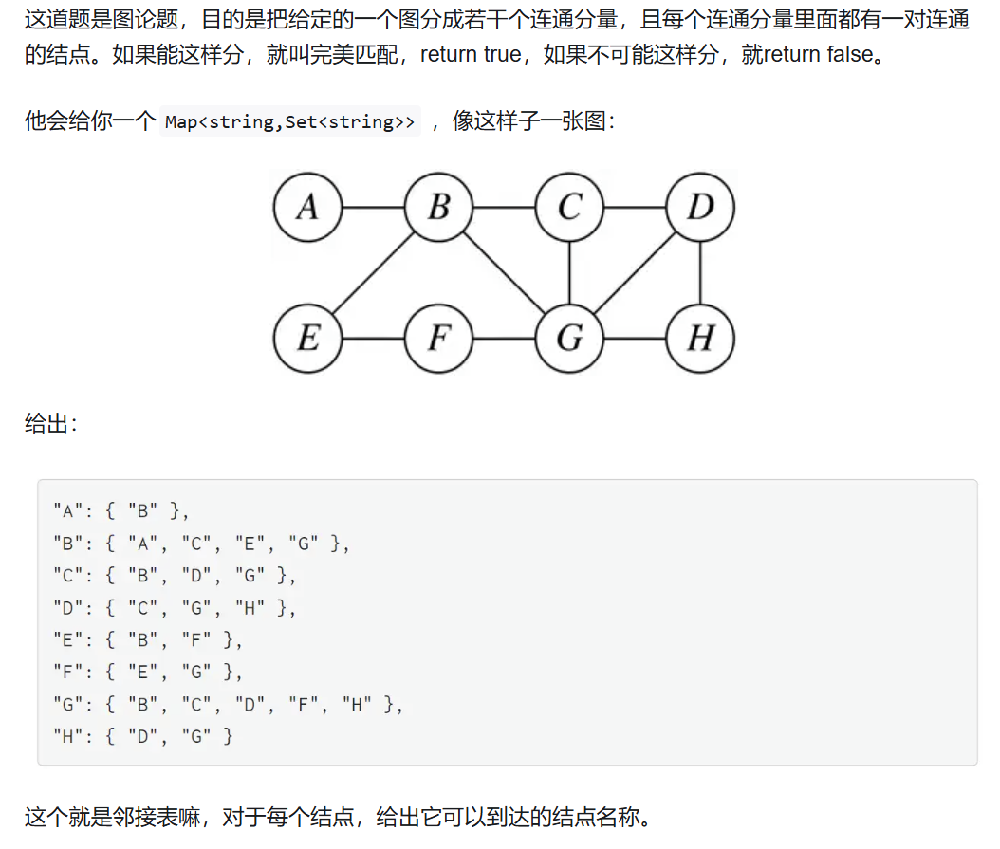 这道题是图论题，目的是把给定的一个图分成若干个连通分量，且每个连通分量里面都有一对连通
的结点。如果能这样分，就叫完美匹配，return true，如果不可能这样分，就return false。
他会给你一个 Map<string,Set<string>> ，像这样子一张图：
A B C D
E F G H
给出：
"A": { "B" },
"B": { "A", "C", "E", "G" },
"C": { "B", "D", "G" },
"D": { "C", "G", "H" },
"E": { "B", "F" },
"F": { "E", "G" },
"G": { "B", "C", "D", "F", "H" },
"H": { "D", "G" }
这个就是邻接表嘛，对于每个结点，给出它可以到达的结点名称。